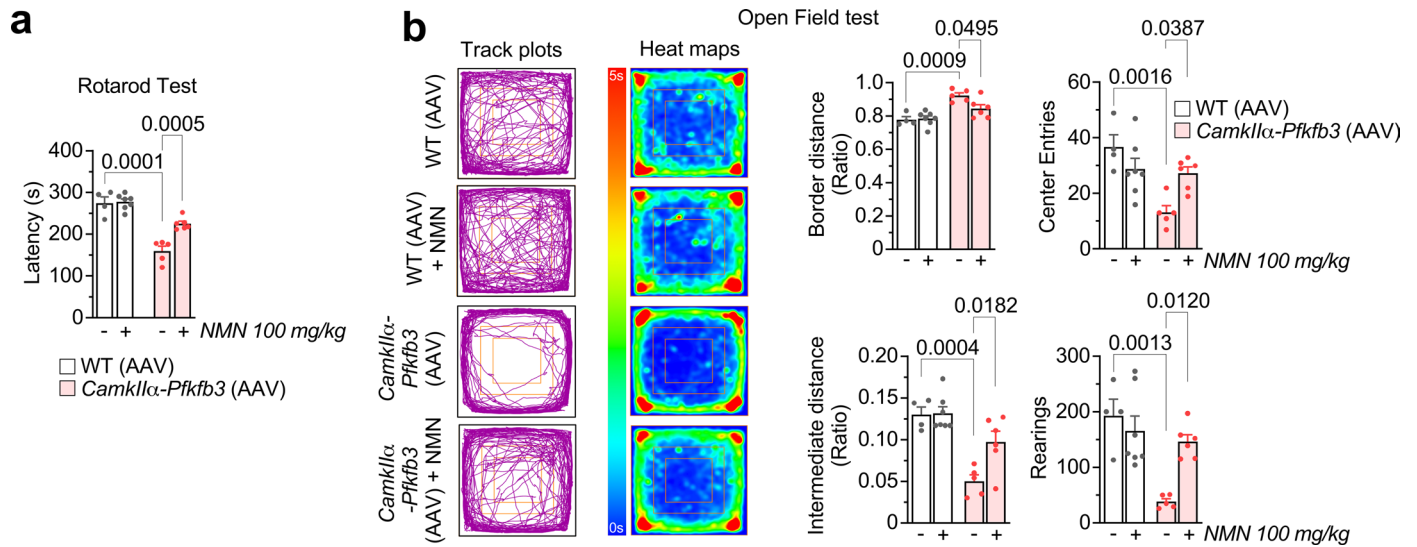 a
Rotarod Test
0.0005
0.0001
400
300
200
100
0
Latency (s)
- + - + NMN 100 mg/kg
WT (AAV)
CamkIIα-Pfkfb3 (AAV)
b
Open Field test
Track plots
Heat maps
WT (AAV)
WT (AAV)
+ NMN
CamkIIα-
Pfkfb3
(AAV)
CamkIIα
-Pfkfb3
(AAV) + NMN
5s
0s
0.0495
0.0009
1.0
0.8
0.6
0.4
0.2
0
Border distance
(Ratio)
- + - +
0.0387
0.0016
60
40
20
0
Center Entries
WT (AAV)
CamkIIα-Pfkfb3 (AAV)
- + - + NMN 100 mg/kg
0.0182
0.0004
0.20
0.15
0.10
0.05
0
Intermediate distance
(Ratio)
- + - +
0.0120
0.0013
300
200
100
0
Rearings
- + - + NMN 100 mg/kg